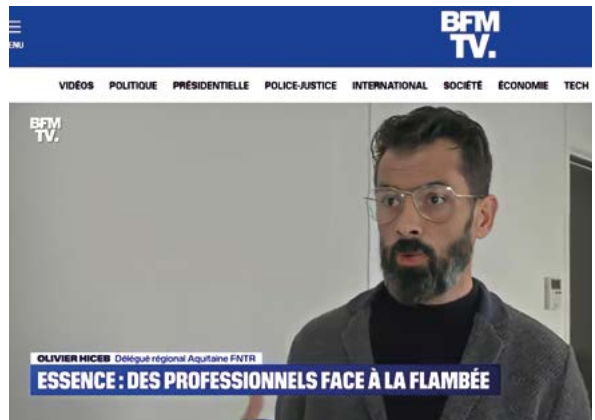 BFM
TV.
ENU
VIDÉOS POLITIQUE PRÉSIDENTIELLE POLICE-JUSTICE INTERNATIONAL SOCIÉTÉ ÉCONOMIE TECH
BFM
TV.
OLIVIER HICEB Délégué régional Aquitaine FNTR
ESSENCE : DES PROFESSIONNELS FACE À LA FLAMBÉE